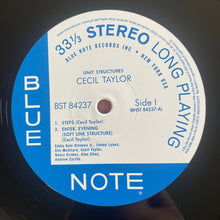 33⅓ STEREO LONG PLAYING
BLUE NOTE RECORDS INC • NEW YORK USA
UNIT STRUCTURES
CECIL TAYLOR
BST 84237
Side I
(BNST 84237-A)
1. STEPS (Cecil Taylor)
2. ENTER, EVENING
(SOFT LINE STRUCTURE)
(Cecil Taylor)
Eddie Gale Stevens Jr., Jimmy Lyons,
Ken McIntyre, Cecil Taylor,
Henry Grimes, Alan Silva,
Andrew Cyrille
BLUE
NOTE